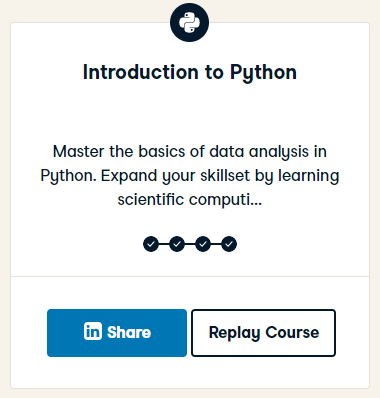 Introduction to Python
Master the basics of data analysis in
Python. Expand your skillset by learning
scientific computi...
in Share
Replay Course